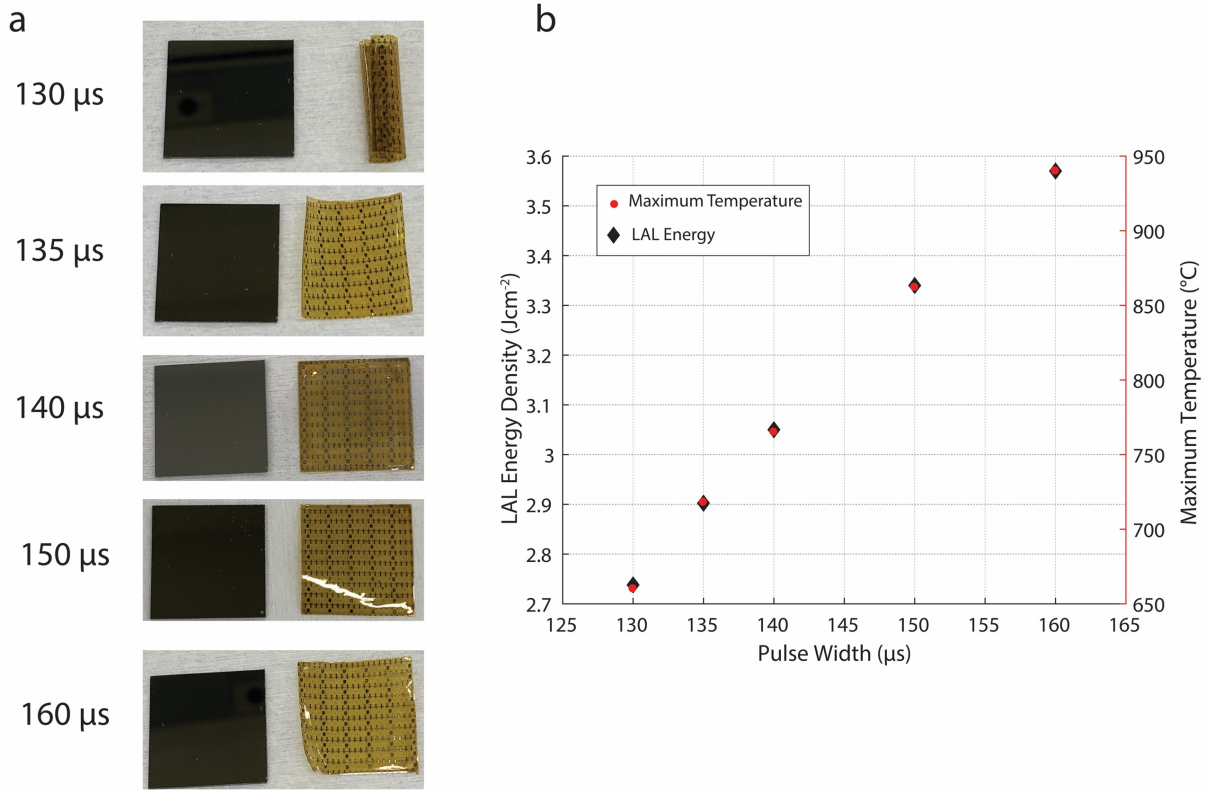 a
130 µs
135 µs
140 µs
150 µs
160 µs
b
Maximum Temperature
LAL Energy
LAL Energy Density (Jcm⁻²)
3.6
3.5
3.4
3.3
3.2
3.1
3
2.9
2.8
2.7
125 130 135 140 145 150 155 160 165
Pulse Width (µs)
950
900
850
800
750
700
650
Maximum Temperature (°C)